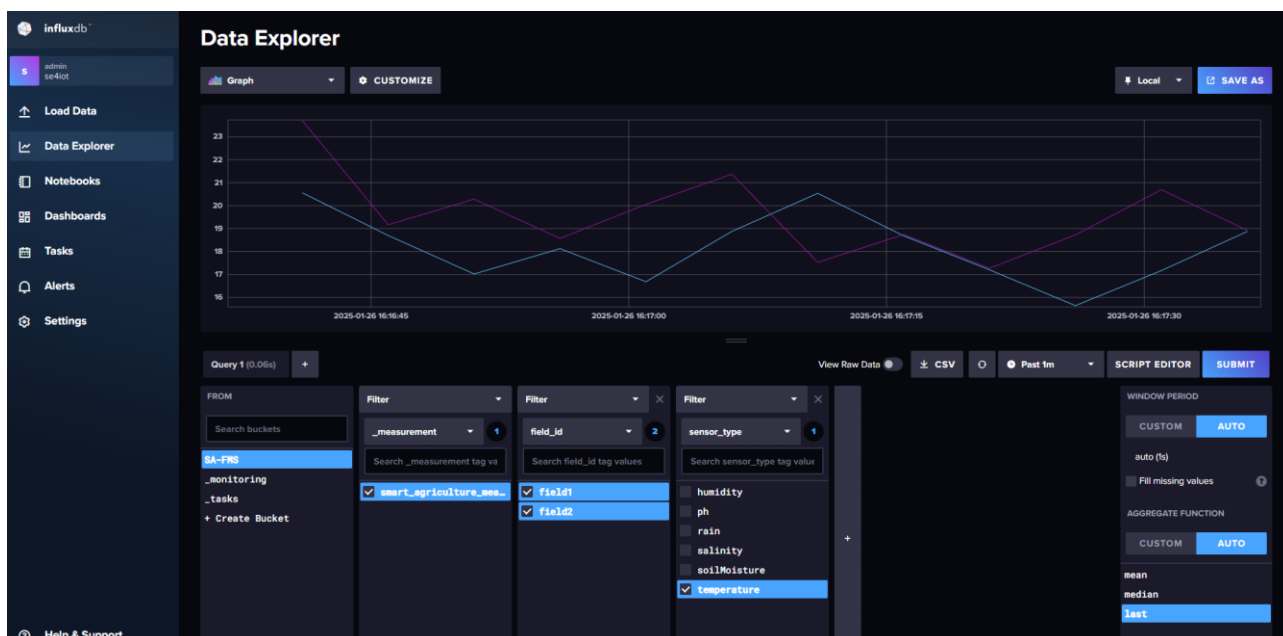 influxdb
Data Explorer
s
admin
se4iot
Graph
CUSTOMIZE
Local
SAVE AS
Load Data
Data Explorer
Notebooks
Dashboards
Tasks
Alerts
Settings
23
22
21
20
19
18
17
16
2025-01-26 16:16:45
2025-01-26 16:17:00
2025-01-26 16:17:15
2025-01-26 16:17:30
Query 1 (0.06s)
+
View Raw Data
CSV
Past 1m
SCRIPT EDITOR
SUBMIT
FROM
Search buckets
SA-FMS
_monitoring
_tasks
+ Create Bucket
Filter
_measurement
1
Search _measurement tag va
smart_agriculture_mea…
Filter
field_id
2
Search field_id tag values
field1
field2
Filter
sensor_type
1
Search sensor_type tag value
humidity
ph
rain
salinity
soilMoisture
temperature
+
WINDOW PERIOD
CUSTOM
AUTO
auto (1s)
Fill missing values
?
AGGREGATE FUNCTION
CUSTOM
AUTO
mean
median
last
Help & Support